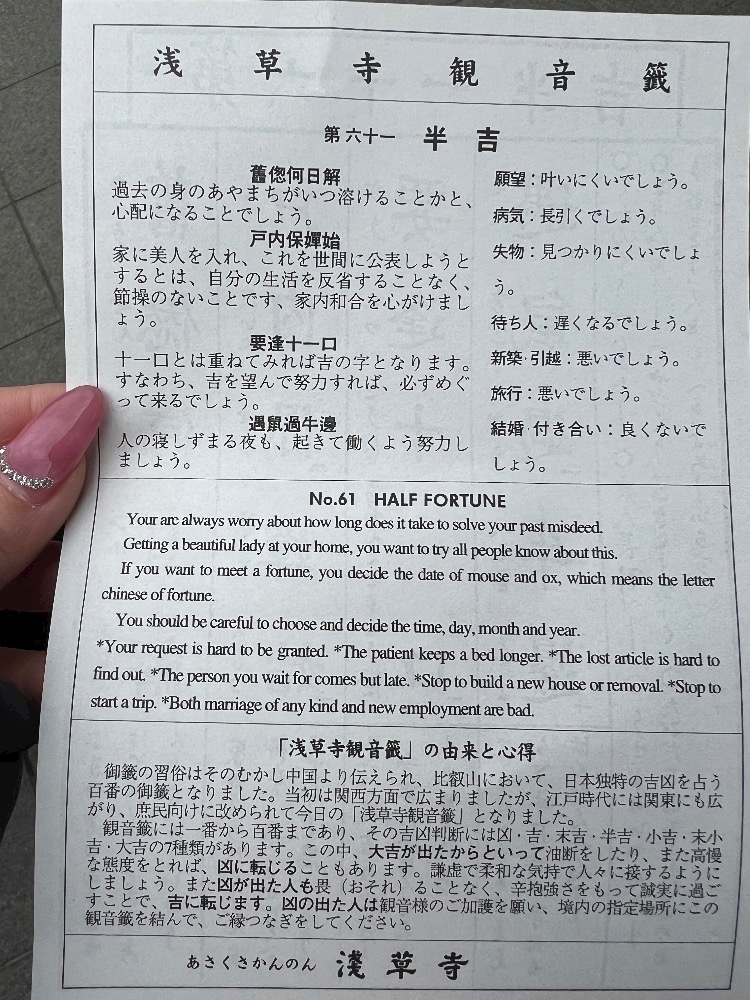 浅草寺観音籤
第六十一 半吉
舊愡何日解
過去の身のあやまちがいつ溶けることかと、
心配になることでしょう。
戸内保嬋始
家に美人を入れ、これを世間に公表しようと
するとは、自分の生活を反省することなく、
節操のないことです、家内和合を心がけまし
ょう。
要逢十一口
十一口とは重ねてみれば吉の字となります。
すなわち、吉を望んで努力すれば、必ずめぐ
って来るでしょう。
遇鼠過牛邊
人の寝しずまる夜も、起きて働くよう努力し
ましょう。
願望：叶いにくいでしょう。
病気：長引くでしょう。
失物：見つかりにくいでしょ
う。
待ち人：遅くなるでしょう。
新築・引越：悪いでしょう。
旅行：悪いでしょう。
結婚・付き合い：良くないで
しょう。
No.61 HALF FORTUNE
Your are always worry about how long does it take to solve your past misdeed.
Getting a beautiful lady at your home, you want to try all people know about this.
If you want to meet a fortune, you decide the date of mouse and ox, which means the letter
chinese of fortune.
You should be careful to choose and decide the time, day, month and year.
*Your request is hard to be granted. *The patient keeps a bed longer. *The lost article is hard to
find out. *The person you wait for comes but late. *Stop to build a new house or removal. *Stop to
start a trip. *Both marriage of any kind and new employment are bad.
「浅草寺観音籤」の由来と心得
御籤の習俗はそのむかし中国より伝えられ、比叡山において、日本独特の吉凶を占う
百番の御籤となりました。当初は関西方面で広まりましたが、江戸時代には関東にも広
がり、庶民向けに改められて今日の「浅草寺観音籤」となりました。
観音籤には一番から百番まであり、その吉凶判断には凶・吉・末吉・半吉・小吉・末小
吉・大吉の7種類があります。この中、大吉が出たからといって油断をしたり、また高慢
な態度をとれば、凶に転じることもあります。謙虚で柔和な気持で人々に接するように
しましょう。また凶が出た人も畏（おそれ）ることなく、辛抱強さをもって誠実に過ご
すことで、吉に転じます。凶の出た人は観音様のご加護を願い、境内の指定場所にこの
観音籤を結んで、ご縁つなぎをしてください。
あさくさかんのん 浅草寺